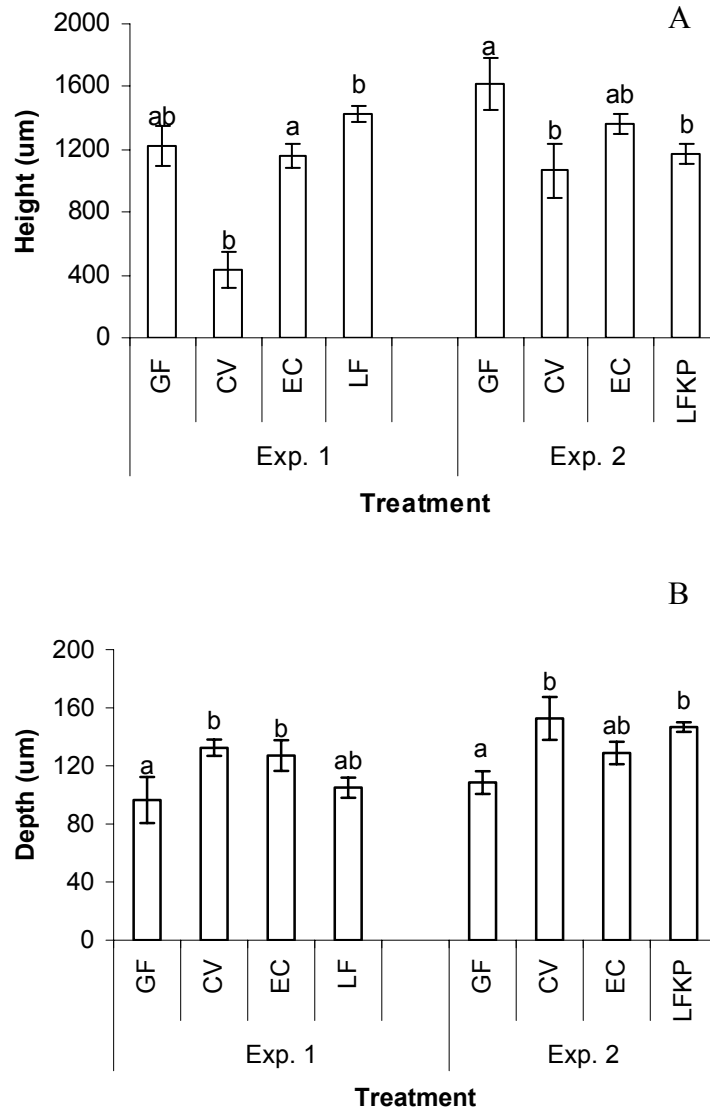 A
2000
1600
1200
800
400
0
Height (um)
ab b a b a b ab b
GF CV EC LF GF CV EC LFKP
Exp. 1 Exp. 2
Treatment
B
200
160
120
80
40
0
Depth (um)
a b b ab a b ab b
GF CV EC LF GF CV EC LFKP
Exp. 1 Exp. 2
Treatment